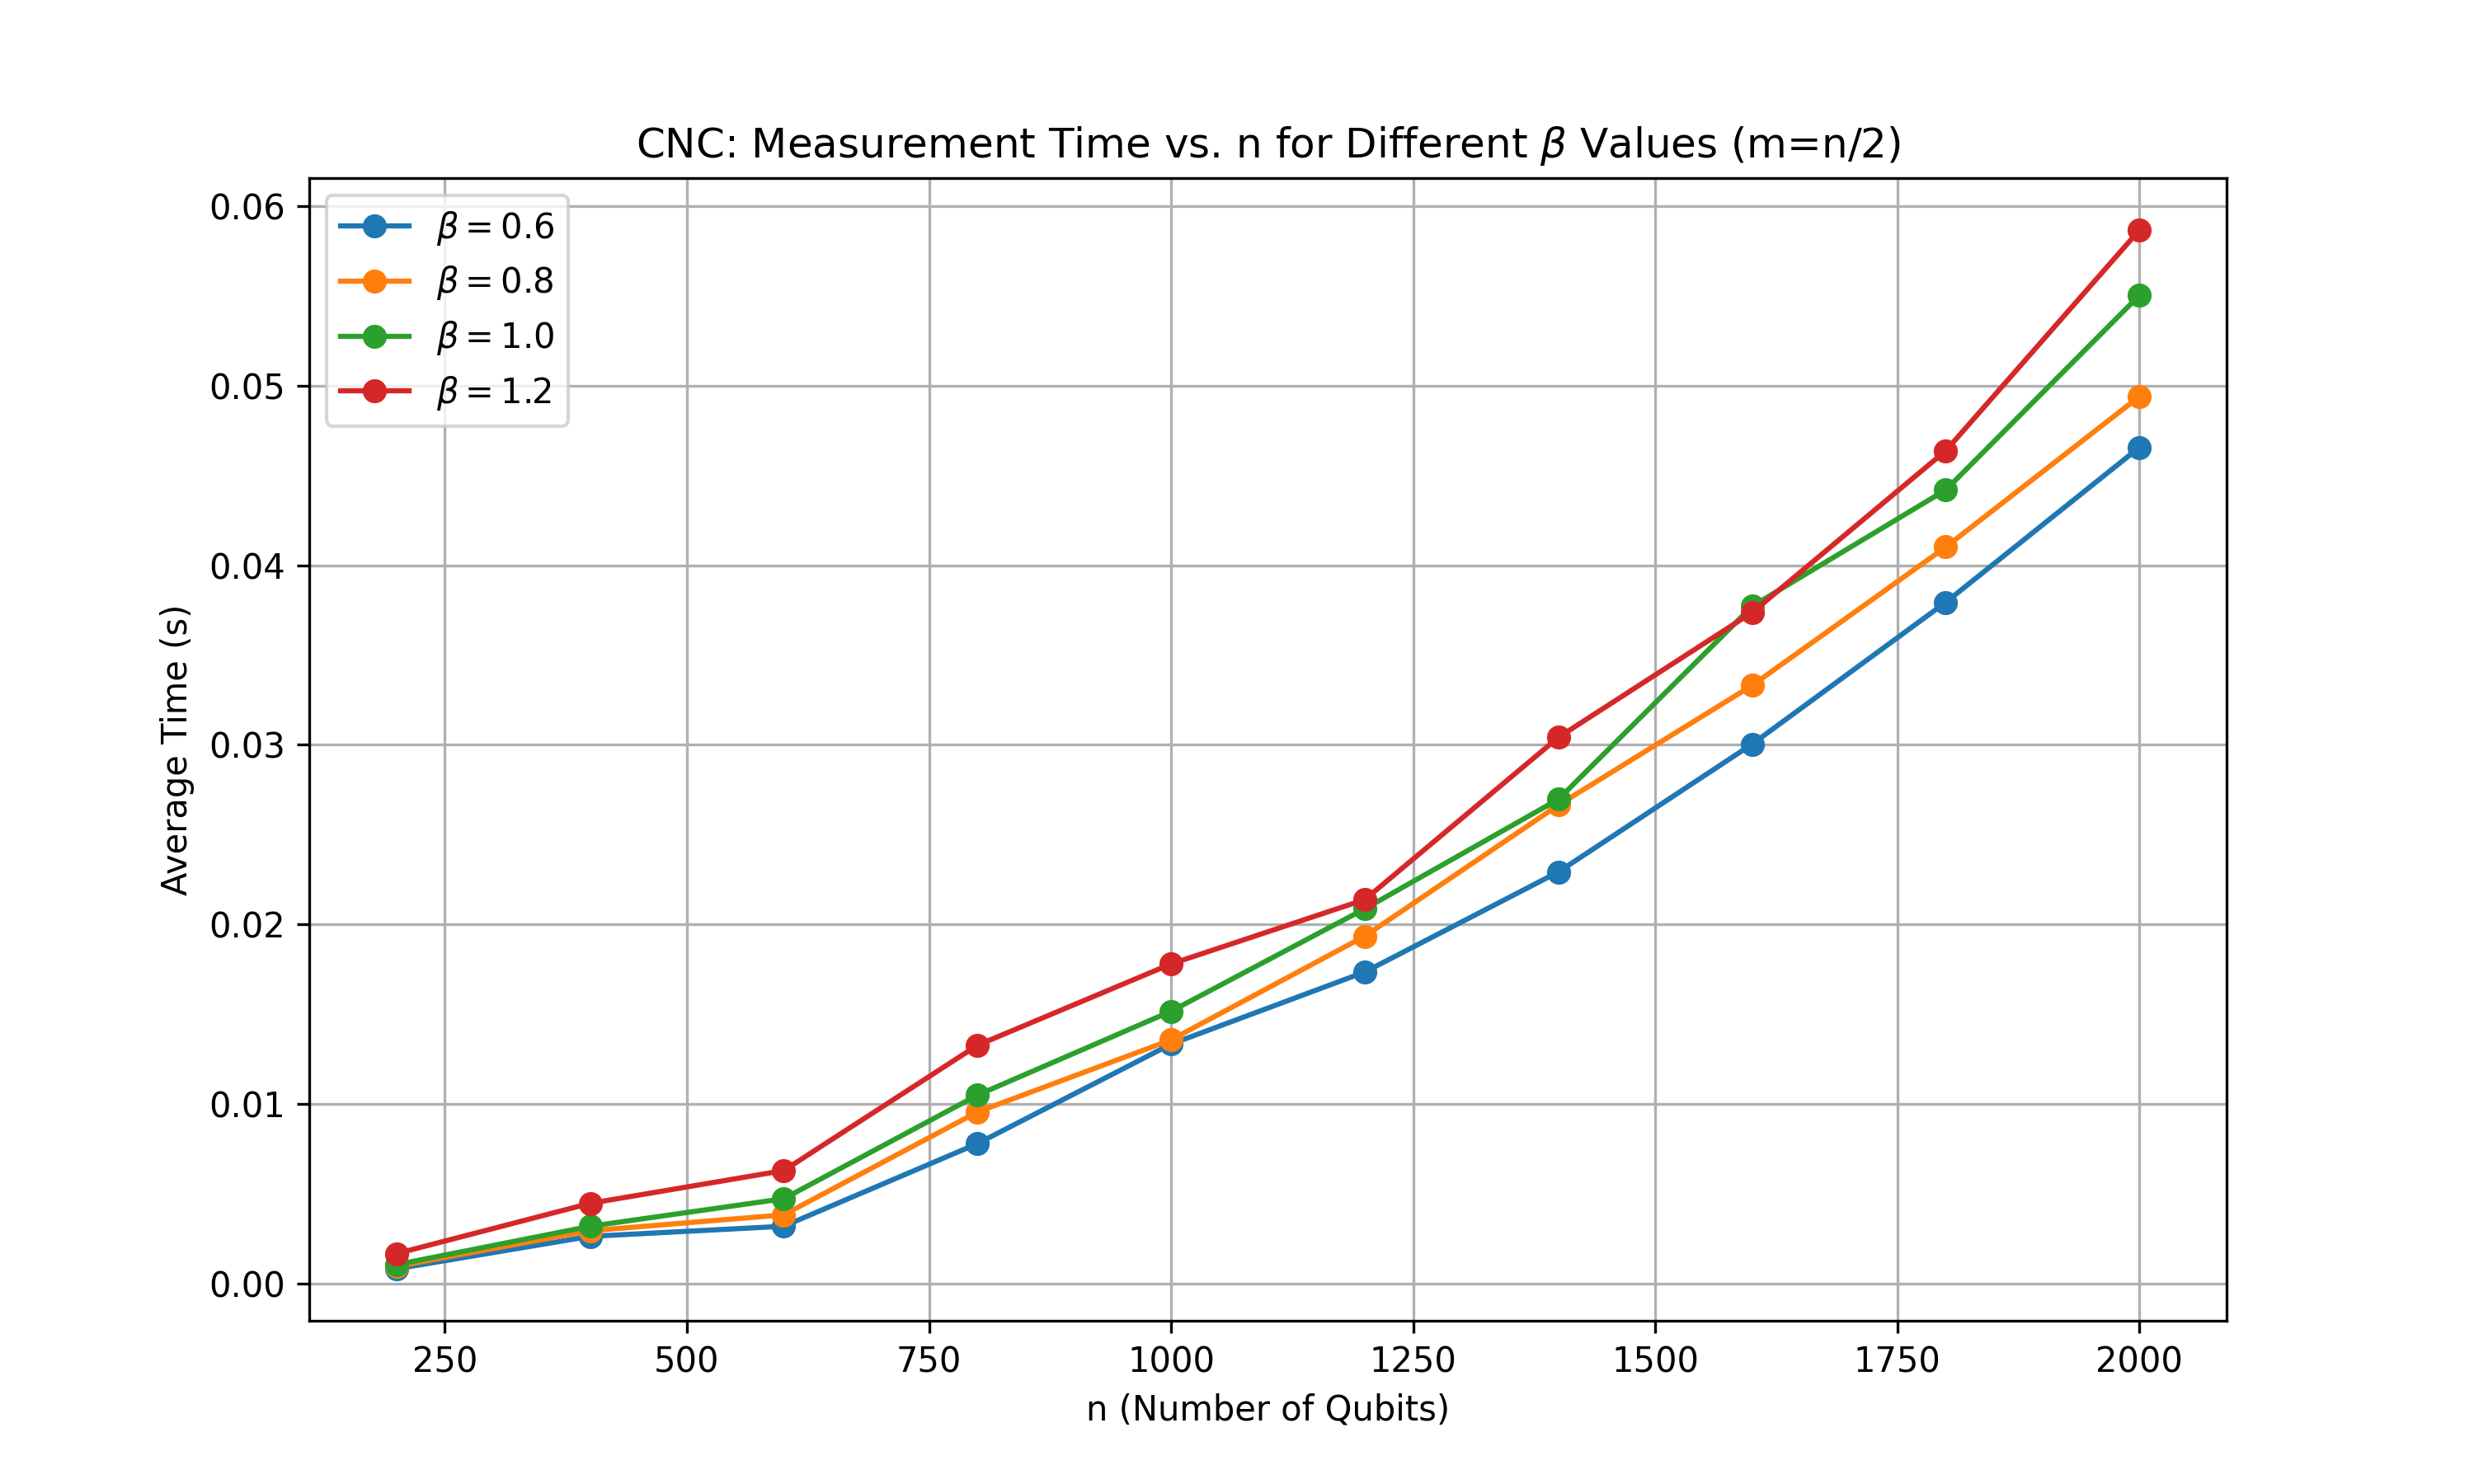 CNC: Measurement Time vs. n for Different β Values (m=n/2)
β = 0.6
β = 0.8
β = 1.0
β = 1.2
Average Time (s)
0.06
0.05
0.04
0.03
0.02
0.01
0.00
250 500 750 1000 1250 1500 1750 2000
n (Number of Qubits)